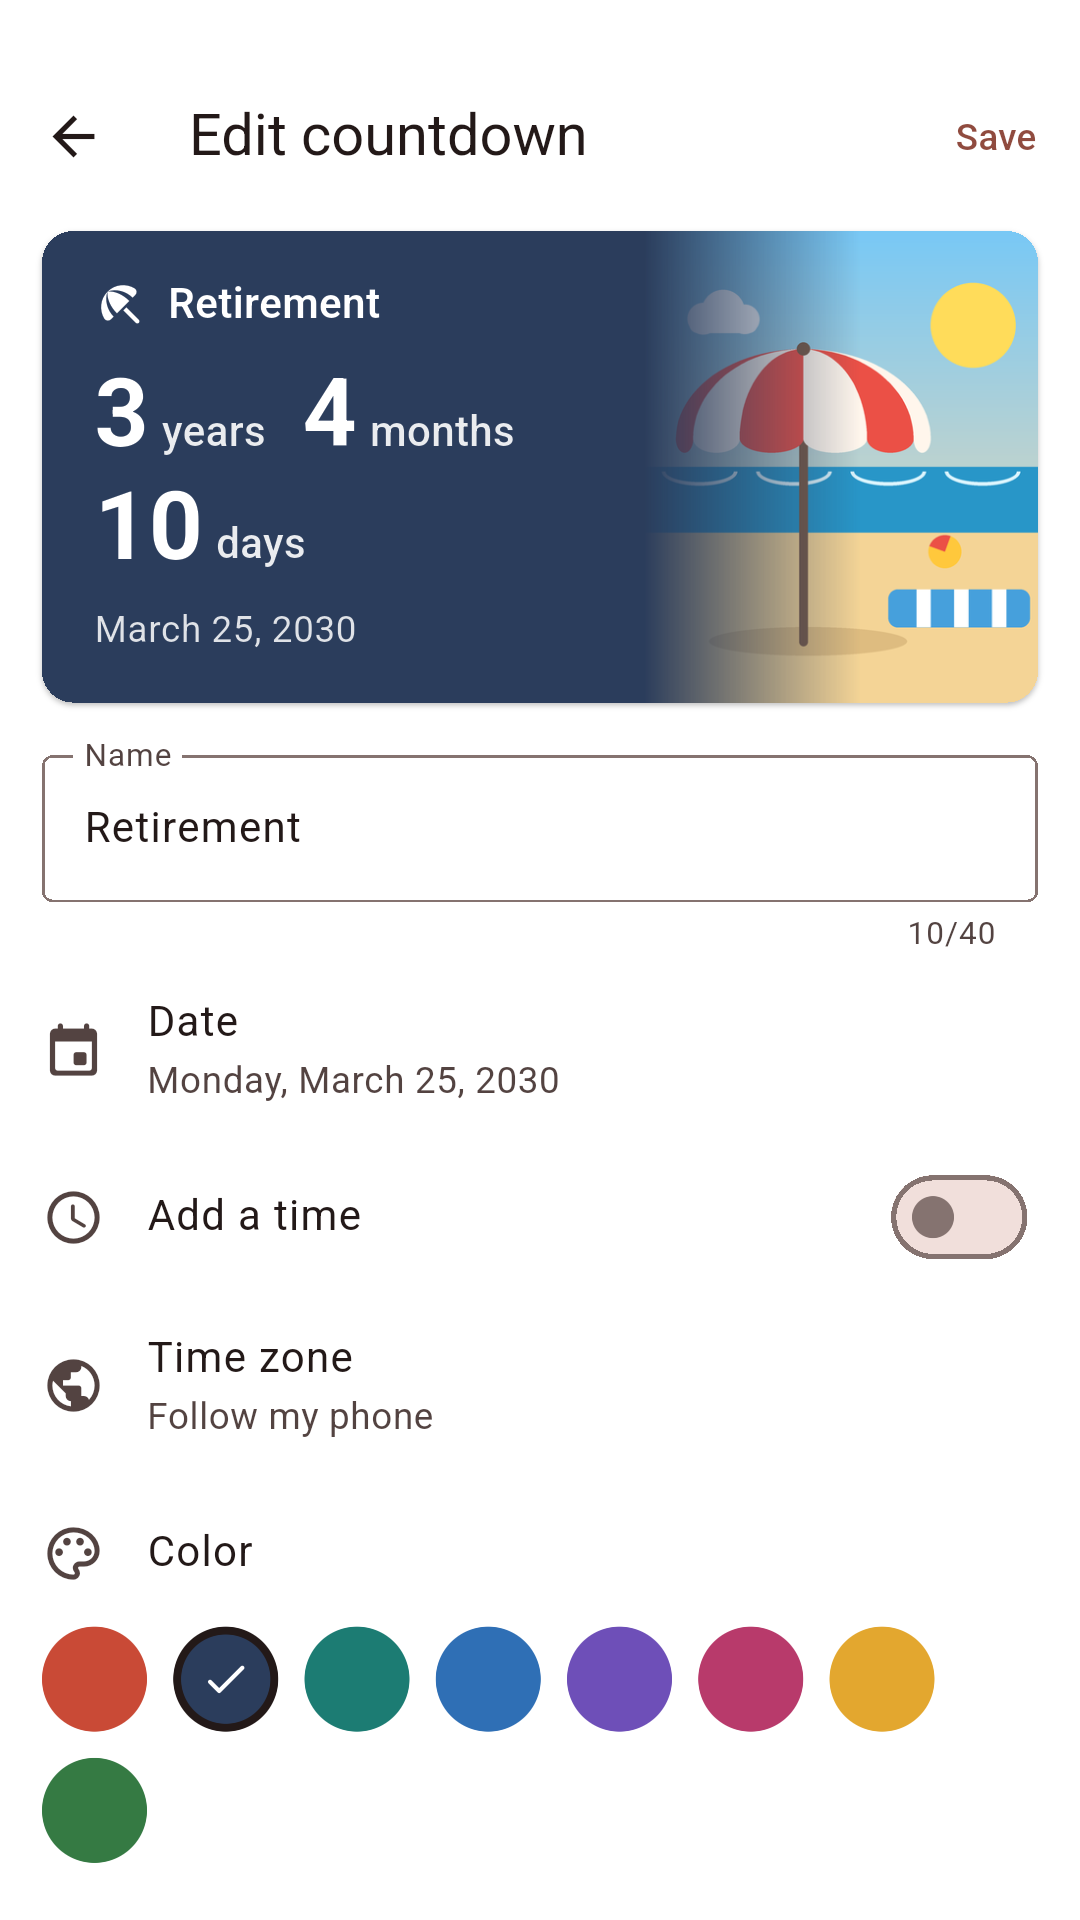 Edit countdown
Save
Retirement
3 years 4 months
10 days
March 25, 2030
Name
Retirement
10/40
Date
Monday, March 25, 2030
Add a time
Time zone
Follow my phone
Color